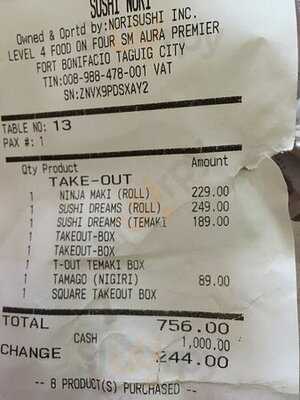 SUSHI NORI
Owned & Oprtd by:NORISUSHI INC.
LEVEL 4 FOOD ON FOUR SM AURA PREMIER
FORT BONIFACIO TAGUIG CITY
TIN:008-988-478-001 VAT
SN:ZNVX9PDSXAY2
TABLE NO: 13
PAX #: 1
Qty Product Amount
TAKE-OUT
1 NINJA MAKI (ROLL) 229.00
1 SUSHI DREAMS (ROLL) 249.00
1 SUSHI DREAMS (TEMAKI 189.00
1 TAKEOUT-BOX
1 TAKEOUT-BOX
1 T-OUT TEMAKI BOX
1 TAMAGO (NIGIRI) 89.00
1 SQUARE TAKEOUT BOX
TOTAL 756.00
CASH 1,000.00
CHANGE 244.00
-- 8 PRODUCT(S) PURCHASED --